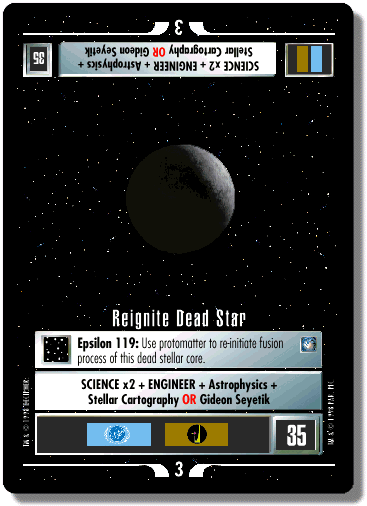 3
SCIENCE x2 + ENGINEER + Astrophysics +
Stellar Cartography OR Gideon Seyetik
35
Reignite Dead Star
Epsilon 119: Use protomatter to re-initiate fusion
process of this dead stellar core.
SCIENCE x2 + ENGINEER + Astrophysics +
Stellar Cartography OR Gideon Seyetik
35
3